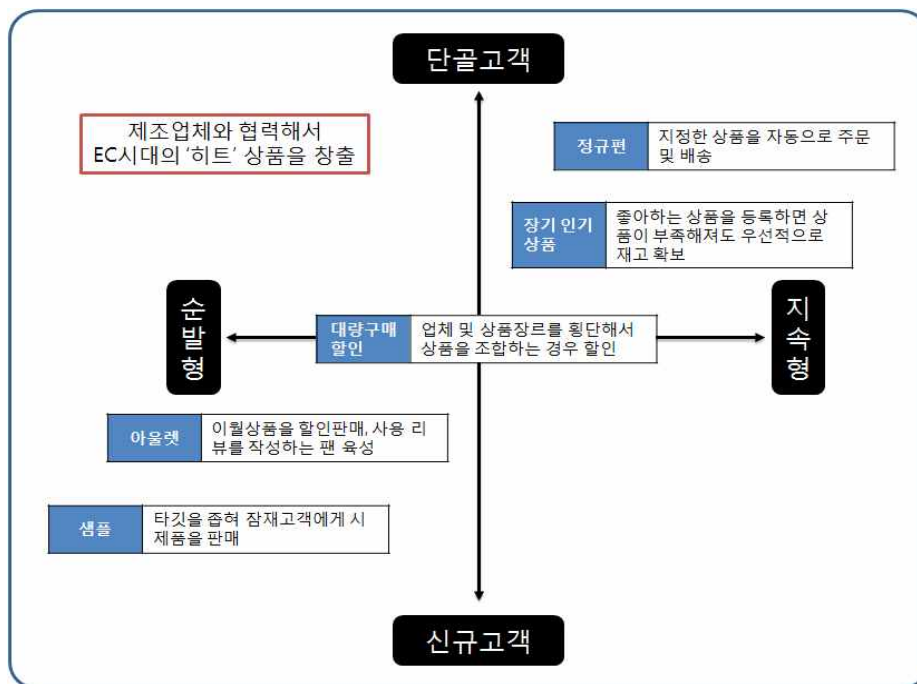 단골고객
제조업체와 협력해서
EC시대의 '히트' 상품을 창출
정규편
지정한 상품을 자동으로 주문
및 배송
장기 인기
상품
좋아하는 상품을 등록하면 상
품이 부족해져도 우선적으로
재고 확보
순
발
형
대량구매
할인
업체 및 상품장르를 횡단해서
상품을 조합하는 경우 할인
지
속
형
아울렛
이월상품을 할인판매, 사용 리
뷰를 작성하는 팬 육성
샘플
타깃을 좁혀 잠재고객에게 시
제품을 판매
신규고객